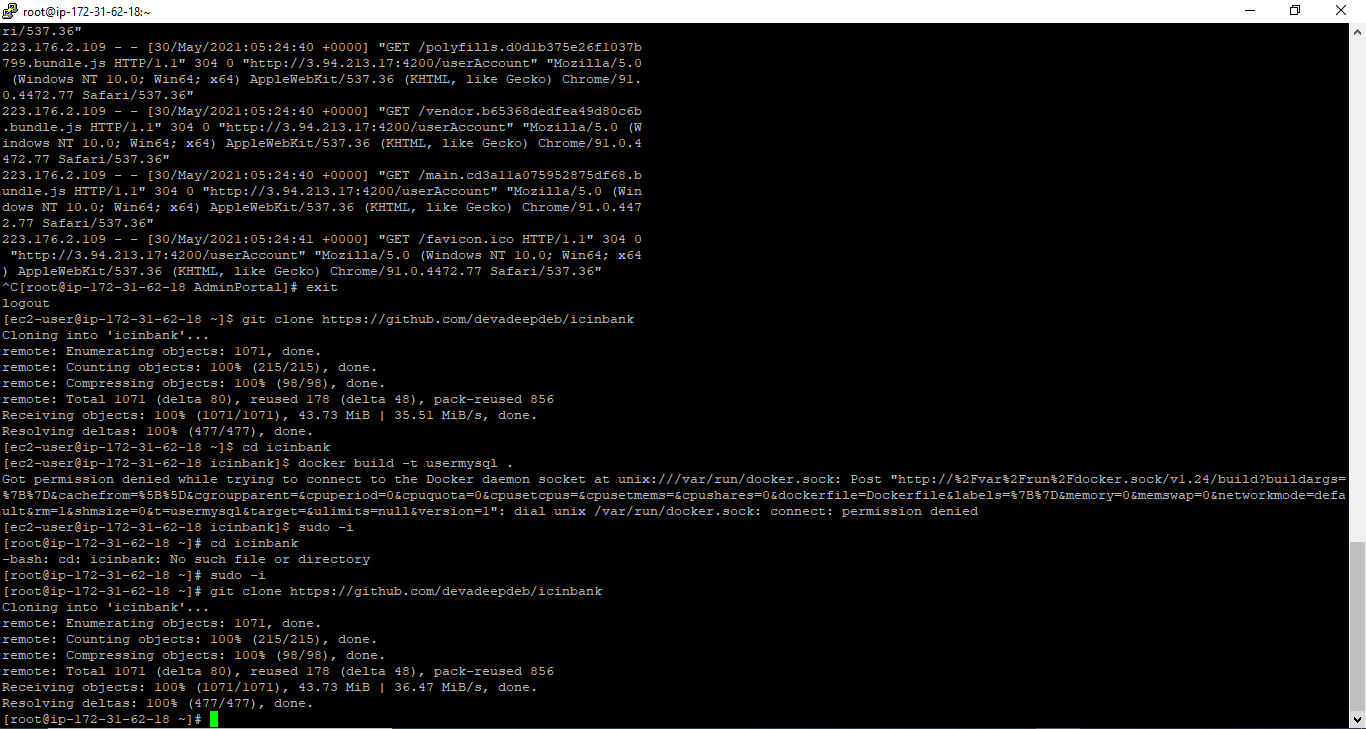 root@ip-172-31-62-18:~
ri/537.36"
223.176.2.109 - - [30/May/2021:05:24:40 +0000] "GET /polyfills.d0d1b375e26f1037b
799.bundle.js HTTP/1.1" 304 0 "http://3.94.213.17:4200/userAccount" "Mozilla/5.0
 (Windows NT 10.0; Win64; x64) AppleWebKit/537.36 (KHTML, like Gecko) Chrome/91.
0.4472.77 Safari/537.36"
223.176.2.109 - - [30/May/2021:05:24:40 +0000] "GET /vendor.b65368dedfea49d80c6b
.bundle.js HTTP/1.1" 304 0 "http://3.94.213.17:4200/userAccount" "Mozilla/5.0 (W
indows NT 10.0; Win64; x64) AppleWebKit/537.36 (KHTML, like Gecko) Chrome/91.0.4
472.77 Safari/537.36"
223.176.2.109 - - [30/May/2021:05:24:40 +0000] "GET /main.cd3a11a075952875df68.b
undle.js HTTP/1.1" 304 0 "http://3.94.213.17:4200/userAccount" "Mozilla/5.0 (Win
dows NT 10.0; Win64; x64) AppleWebKit/537.36 (KHTML, like Gecko) Chrome/91.0.447
2.77 Safari/537.36"
223.176.2.109 - - [30/May/2021:05:24:41 +0000] "GET /favicon.ico HTTP/1.1" 304 0
 "http://3.94.213.17:4200/userAccount" "Mozilla/5.0 (Windows NT 10.0; Win64; x64
) AppleWebKit/537.36 (KHTML, like Gecko) Chrome/91.0.4472.77 Safari/537.36"
^C[root@ip-172-31-62-18 AdminPortal]# exit
logout
[ec2-user@ip-172-31-62-18 ~]$ git clone https://github.com/devadeepdeb/icinbank
Cloning into 'icinbank'...
remote: Enumerating objects: 1071, done.
remote: Counting objects: 100% (215/215), done.
remote: Compressing objects: 100% (98/98), done.
remote: Total 1071 (delta 80), reused 178 (delta 48), pack-reused 856
Receiving objects: 100% (1071/1071), 43.73 MiB | 35.51 MiB/s, done.
Resolving deltas: 100% (477/477), done.
[ec2-user@ip-172-31-62-18 ~]$ cd icinbank
[ec2-user@ip-172-31-62-18 icinbank]$ docker build -t usermysql .
Got permission denied while trying to connect to the Docker daemon socket at unix:///var/run/docker.sock: Post "http://%2Fvar%2Frun%2Fdocker.sock/v1.24/build?buildargs=
%7B%7D&cachefrom=%5B%5D&cgroupparent=&cpuperiod=0&cpuquota=0&cpusetcpus=&cpusetmems=&cpushares=0&dockerfile=Dockerfile&labels=%7B%7D&memory=0&memswap=0&networkmode=defa
ult&rm=1&shmsize=0&t=usermysql&target=&ulimits=null&version=1": dial unix /var/run/docker.sock: connect: permission denied
[ec2-user@ip-172-31-62-18 icinbank]$ sudo -i
[root@ip-172-31-62-18 ~]# cd icinbank
-bash: cd: icinbank: No such file or directory
[root@ip-172-31-62-18 ~]# sudo -i
[root@ip-172-31-62-18 ~]# git clone https://github.com/devadeepdeb/icinbank
Cloning into 'icinbank'...
remote: Enumerating objects: 1071, done.
remote: Counting objects: 100% (215/215), done.
remote: Compressing objects: 100% (98/98), done.
remote: Total 1071 (delta 80), reused 178 (delta 48), pack-reused 856
Receiving objects: 100% (1071/1071), 43.73 MiB | 36.47 MiB/s, done.
Resolving deltas: 100% (477/477), done.
[root@ip-172-31-62-18 ~]#